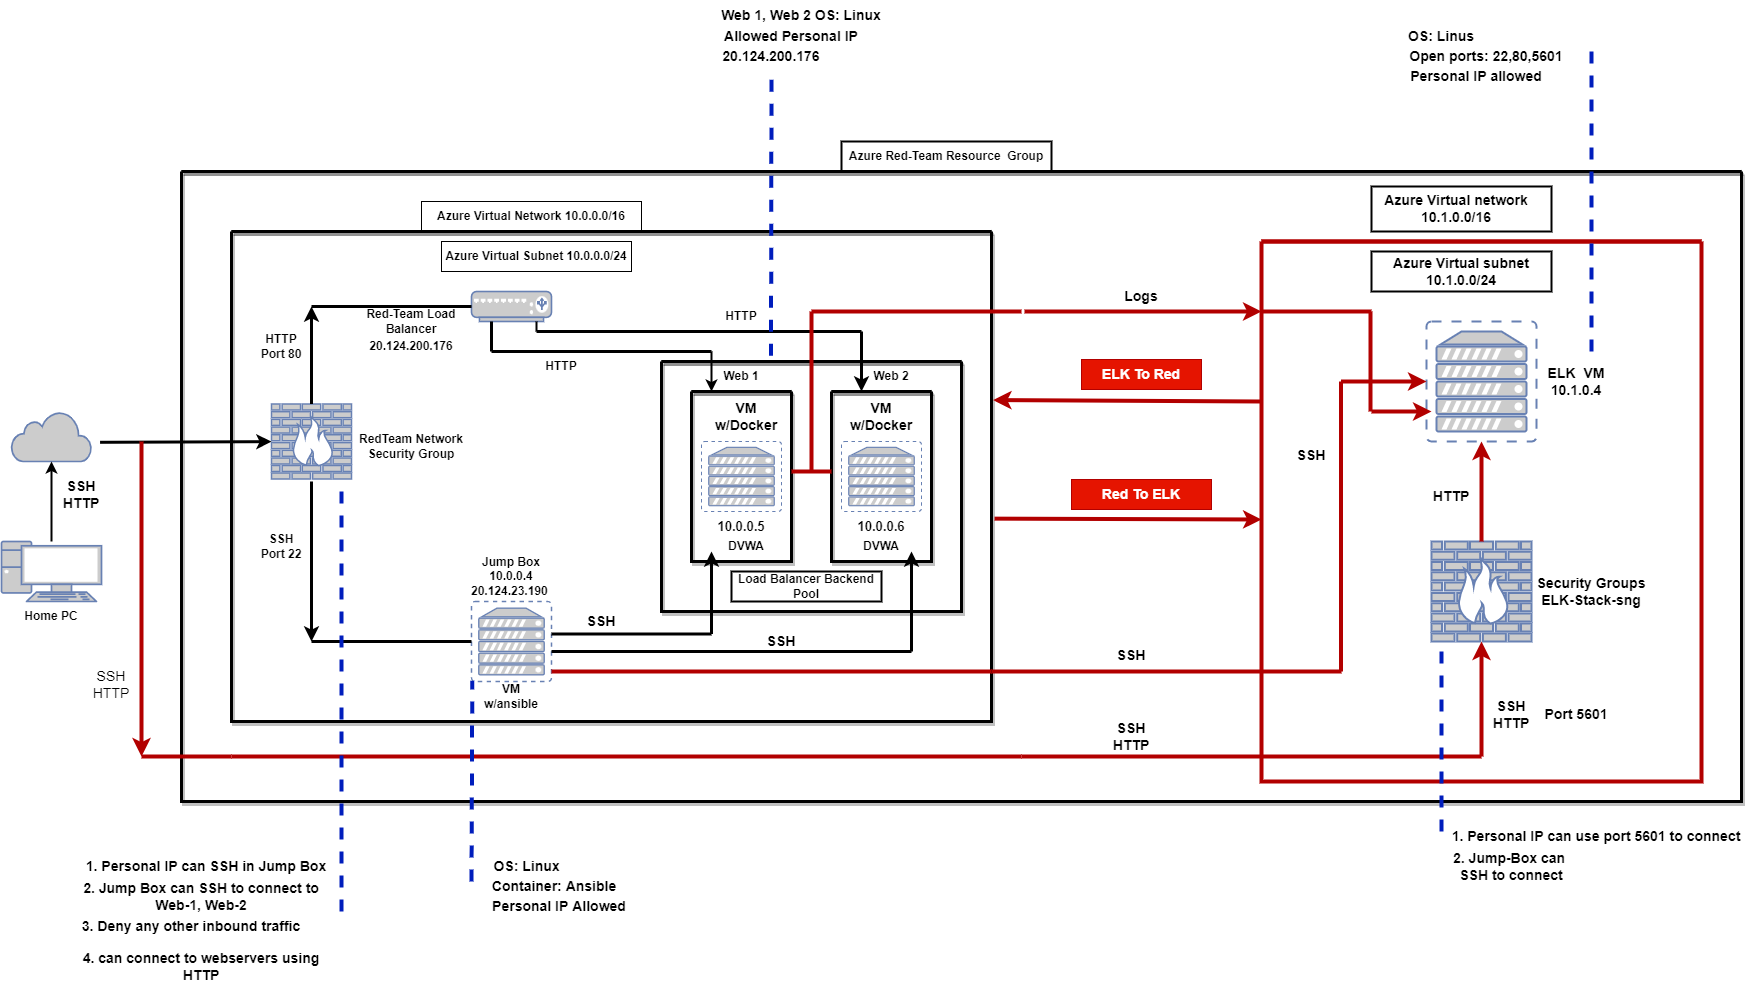 Web 1, Web 2 OS: Linux
Allowed Personal IP
20.124.200.176
OS: Linus
Open ports: 22,80,5601
Personal IP allowed
Azure Red-Team Resource Group
Azure Virtual Network 10.0.0.0/16
Azure Virtual Subnet 10.0.0.0/24
Azure Virtual network
10.1.0.0/16
Azure Virtual subnet
10.1.0.0/24
Red-Team Load
Balancer
20.124.200.176
HTTP
Port 80
HTTP
HTTP
Logs
Web 1
Web 2
VM
w/Docker
VM
w/Docker
10.0.0.5
DVWA
10.0.0.6
DVWA
Load Balancer Backend
Pool
ELK To Red
Red To ELK
ELK VM
10.1.0.4
SSH
HTTP
RedTeam Network
Security Group
SSH
HTTP
Home PC
SSH
Port 22
Jump Box
10.0.0.4
20.124.23.190
VM
w/ansible
SSH
SSH
SSH
Security Groups
ELK-Stack-sng
SSH
HTTP
SSH
HTTP
SSH
HTTP
Port 5601
1. Personal IP can SSH in Jump Box
2. Jump Box can SSH to connect to
Web-1, Web-2
3. Deny any other inbound traffic
4. can connect to webservers using
HTTP
OS: Linux
Container: Ansible
Personal IP Allowed
1. Personal IP can use port 5601 to connect
2. Jump-Box can
SSH to connect